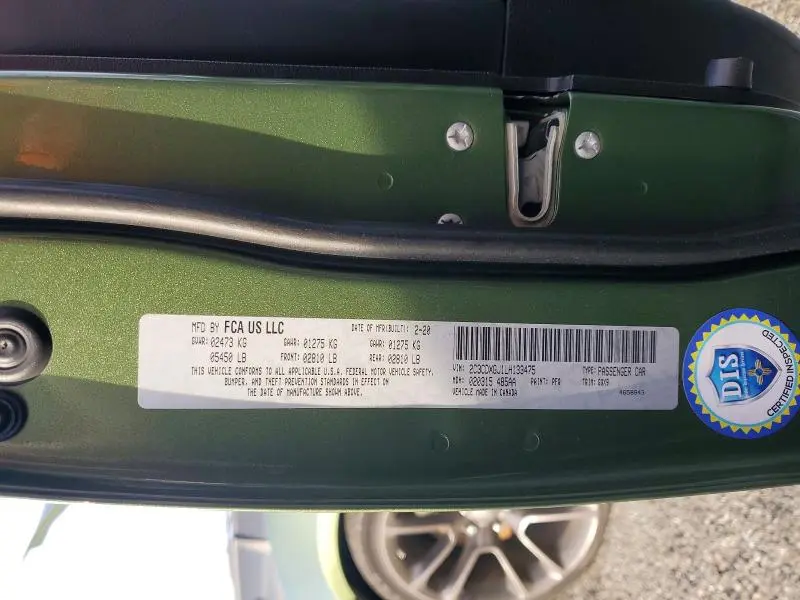 MFD BY FCA US LLC DATE OF MFR(BUILT): 2-20
GVWR: 02473 KG GAWR: 01275 KG GAWR: 01275 KG
05450 LB FRONT: 02810 LB REAR: 02810 LB
THIS VEHICLE CONFORMS TO ALL APPLICABLE U.S.A. FEDERAL MOTOR VEHICLE SAFETY,
BUMPER, AND THEFT PREVENTION STANDARDS IN EFFECT ON
THE DATE OF MANUFACTURE SHOWN ABOVE.
VIN: 2C3CDXGJ1LH133475 TYPE: PASSENGER CAR
MDH: 020315 485AA PAINT: PFQ TRIM:
VEHICLE MADE IN CANADA
DTS
CERTIFIED INSPECTED